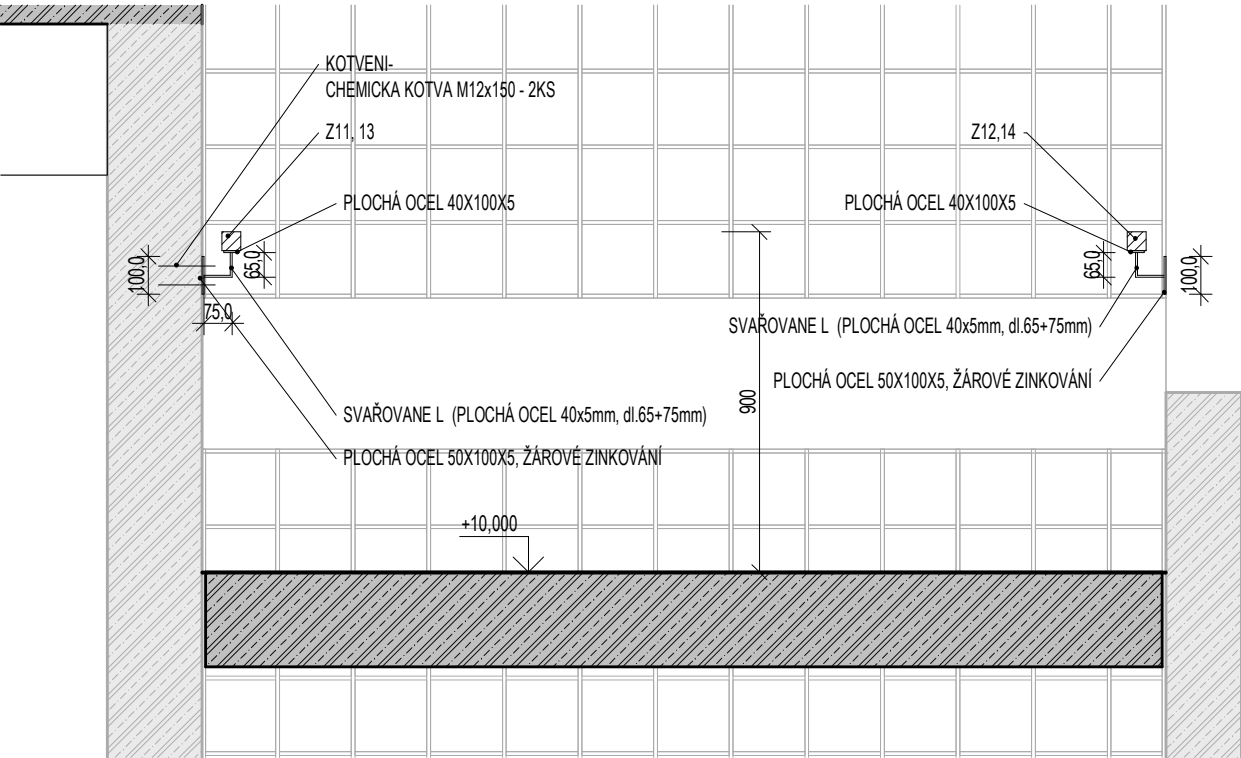 KOTVENI-
CHEMICKA KOTVA M12x150 - 2KS
Z11, 13
Z12,14
PLOCHÁ OCEL 40X100X5
PLOCHÁ OCEL 40X100X5
100,0
65,0
65,0
100,0
75,0
SVAŘOVANE L (PLOCHÁ OCEL 40x5mm, dl.65+75mm)
PLOCHÁ OCEL 50X100X5, ŽÁROVÉ ZINKOVÁNÍ
900
SVAŘOVANE L (PLOCHÁ OCEL 40x5mm, dl.65+75mm)
PLOCHÁ OCEL 50X100X5, ŽÁROVÉ ZINKOVÁNÍ
+10,000